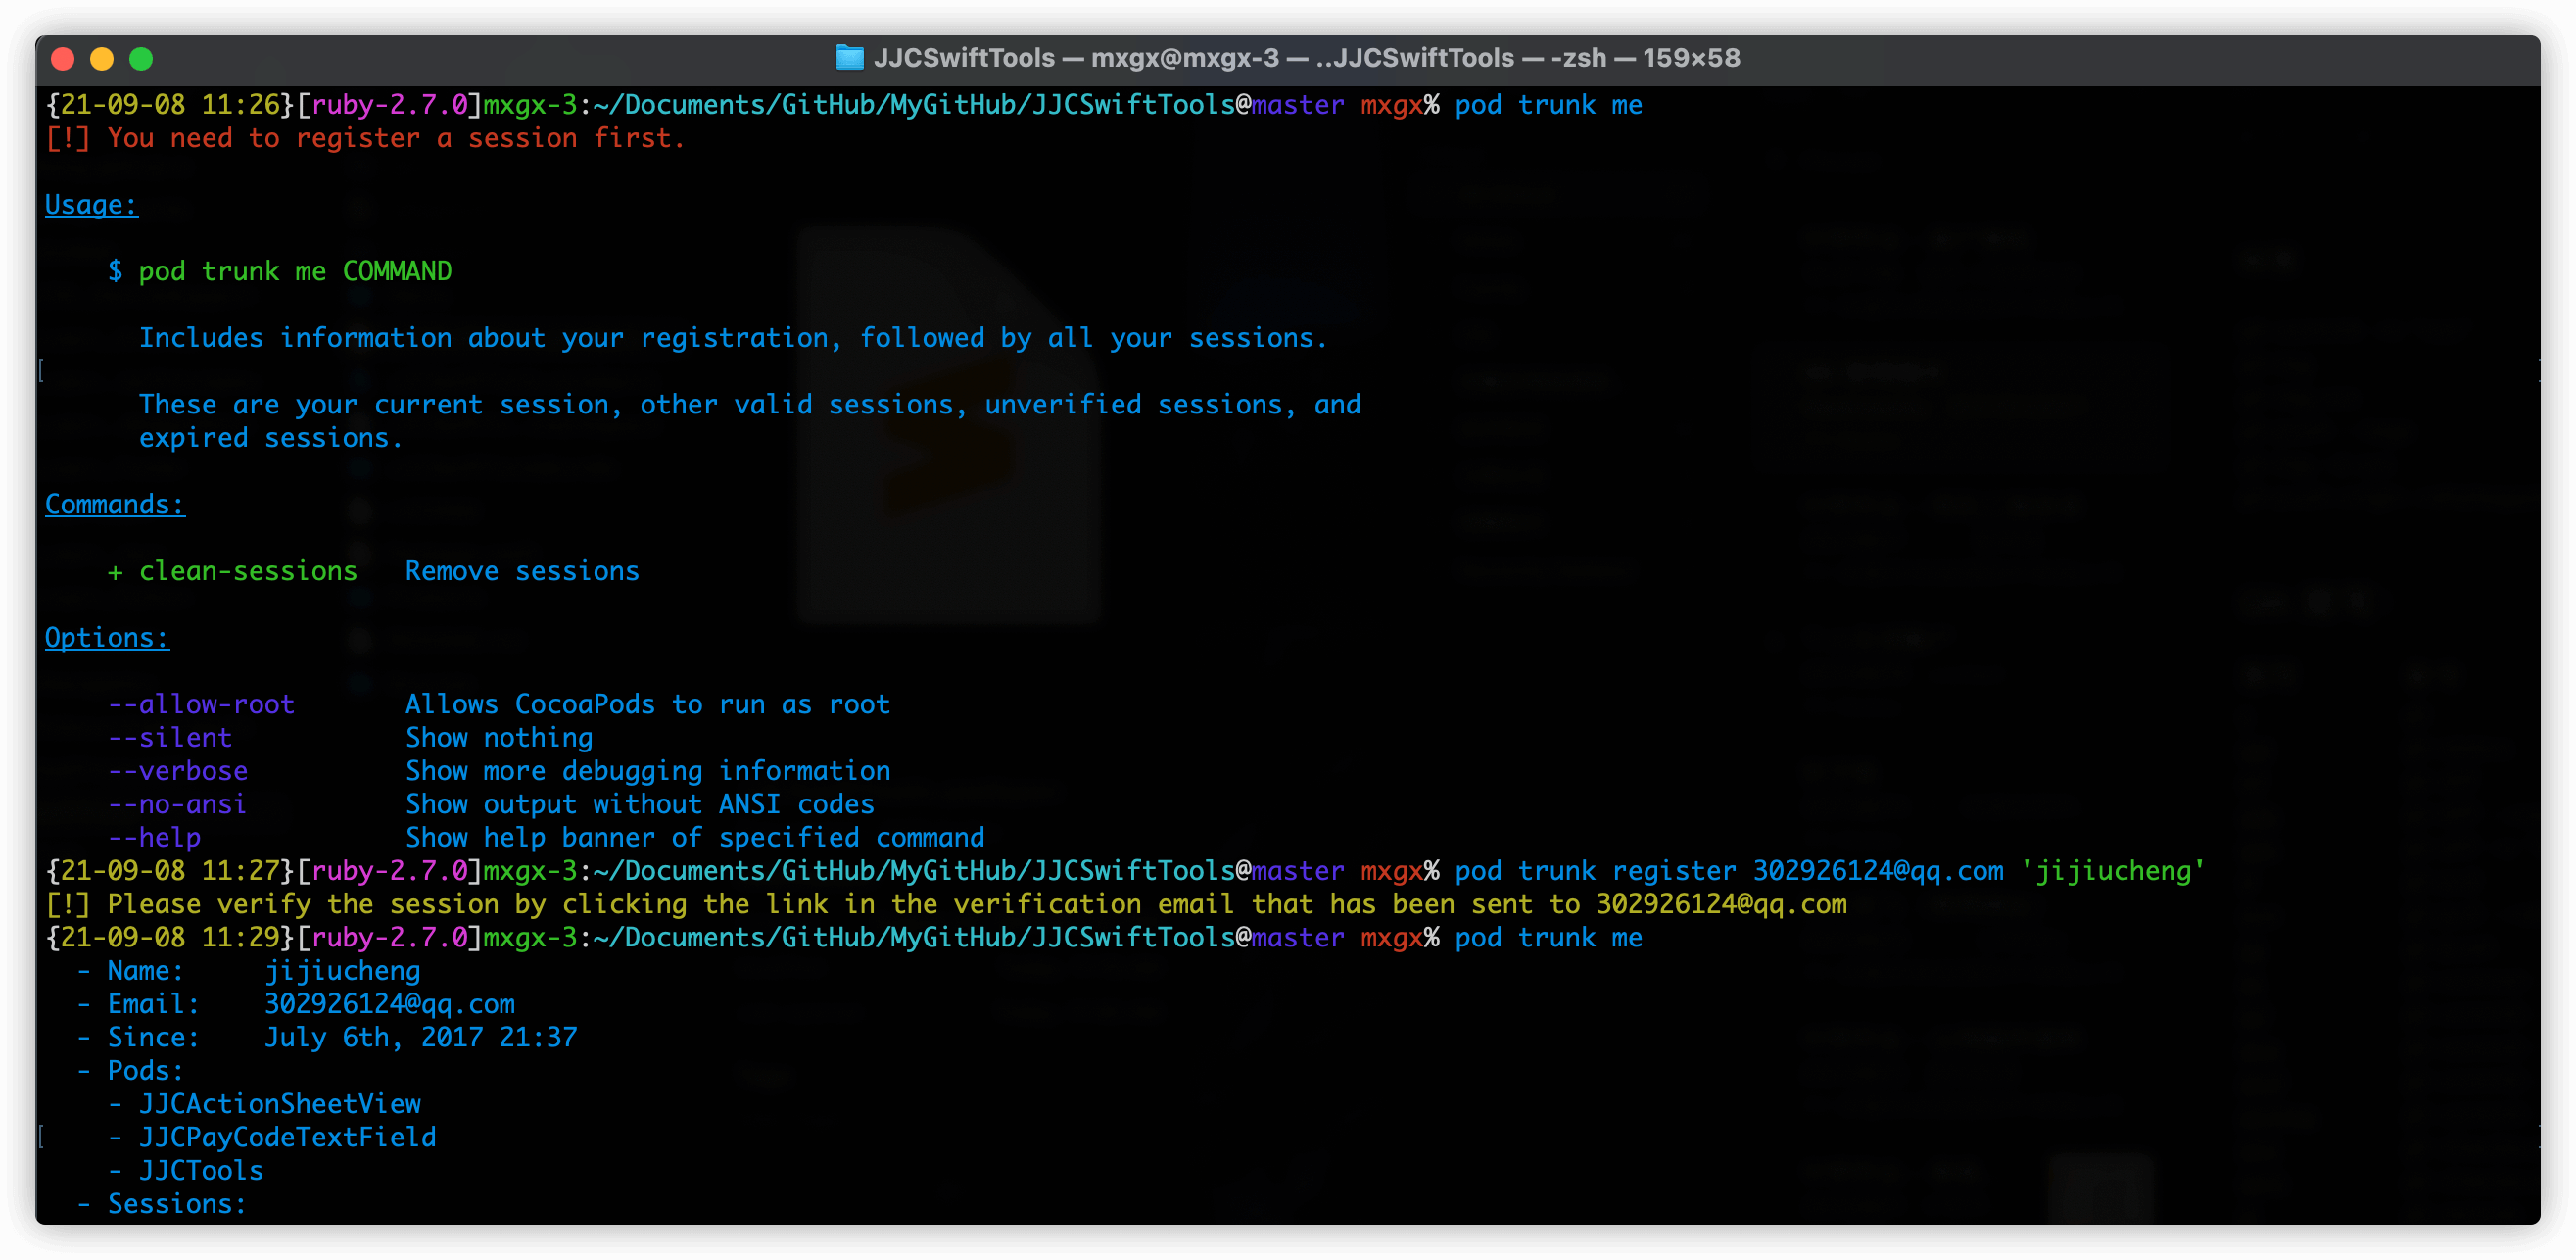 JJCSwiftTools — mxgx@mxgx-3 — ..JJCSwiftTools — -zsh — 159×58
{21-09-08 11:26}[ruby-2.7.0]mxgx-3:~/Documents/GitHub/MyGitHub/JJCSwiftTools@master mxgx% pod trunk me
[!] You need to register a session first.
Usage:
$ pod trunk me COMMAND
Includes information about your registration, followed by all your sessions.
These are your current session, other valid sessions, unverified sessions, and
expired sessions.
Commands:
+ clean-sessions   Remove sessions
Options:
--allow-root       Allows CocoaPods to run as root
--silent           Show nothing
--verbose          Show more debugging information
--no-ansi          Show output without ANSI codes
--help             Show help banner of specified command
{21-09-08 11:27}[ruby-2.7.0]mxgx-3:~/Documents/GitHub/MyGitHub/JJCSwiftTools@master mxgx% pod trunk register 302926124@qq.com 'jijiucheng'
[!] Please verify the session by clicking the link in the verification email that has been sent to 302926124@qq.com
{21-09-08 11:29}[ruby-2.7.0]mxgx-3:~/Documents/GitHub/MyGitHub/JJCSwiftTools@master mxgx% pod trunk me
- Name:     jijiucheng
- Email:    302926124@qq.com
- Since:    July 6th, 2017 21:37
- Pods:
- JJCActionSheetView
- JJCPayCodeTextField
- JJCTools
- Sessions: